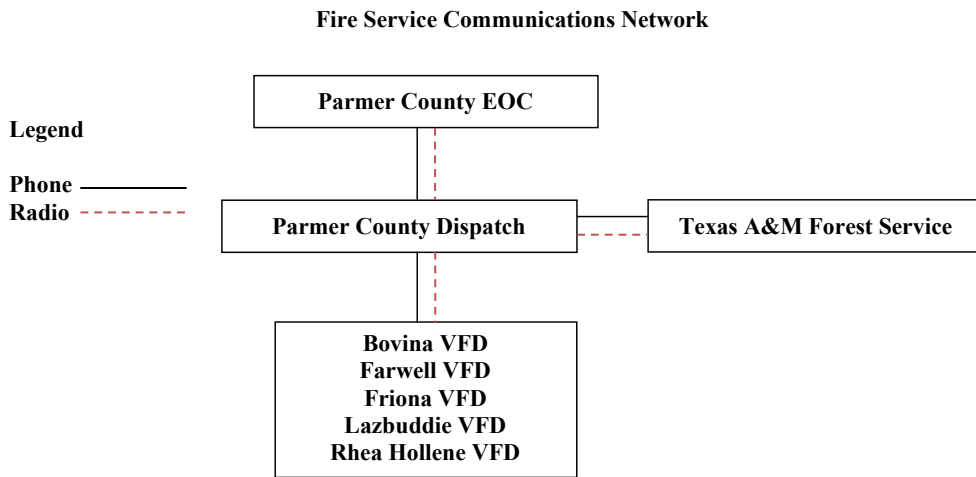 Fire Service Communications Network
Parmer County EOC
Legend
Phone
Radio
Parmer County Dispatch
Texas A&M Forest Service
Bovina VFD
Farwell VFD
Friona VFD
Lazbuddie VFD
Rhea Hollene VFD